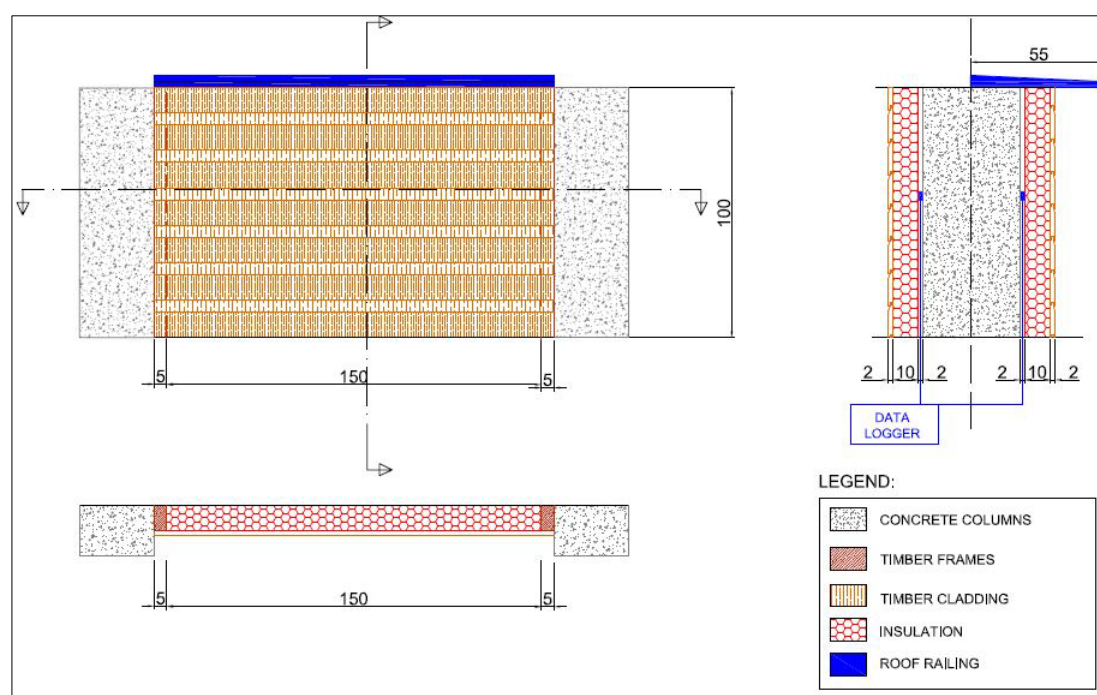 55
100
5
150
5
2
10
2
2
10
2
DATA
LOGGER
5
150
5
LEGEND:
CONCRETE COLUMNS
TIMBER FRAMES
TIMBER CLADDING
INSULATION
ROOF RAILING